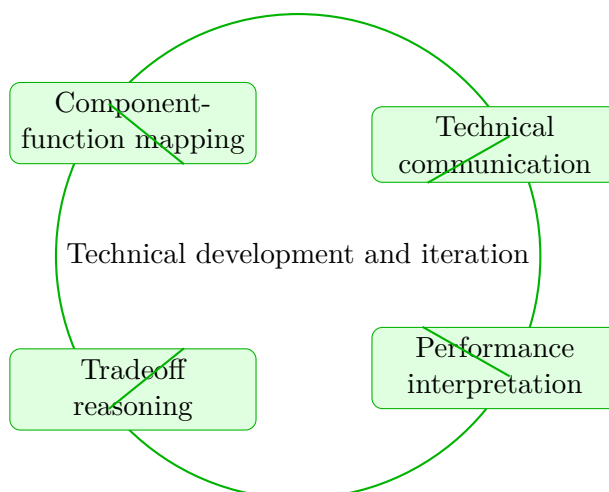 Component-
function mapping
Technical
communication
Technical development and iteration
Tradeoff
reasoning
Performance
interpretation